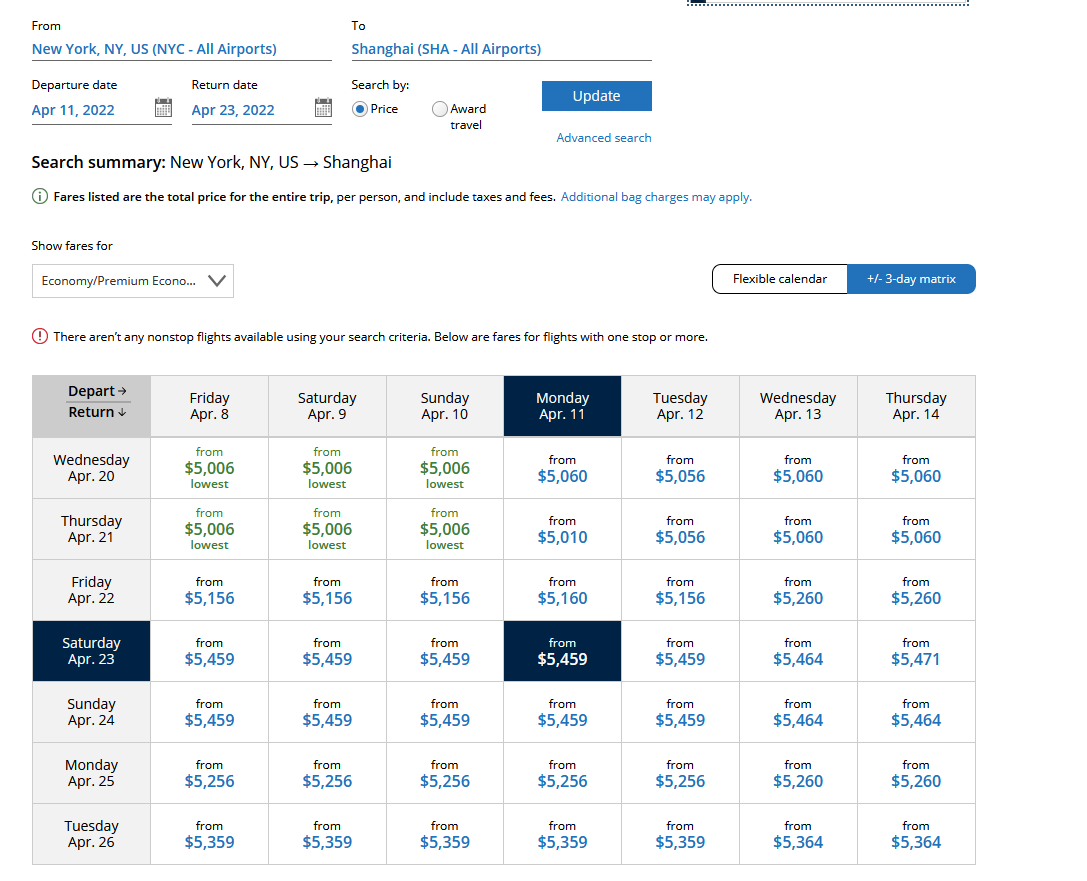 From
To
New York, NY, US (NYC - All Airports)
Shanghai (SHA - All Airports)
Departure date
Return date
Search by:
Apr 11, 2022
Apr 23, 2022
Price
Award
travel
Update
Advanced search
Search summary: New York, NY, US → Shanghai
Fares listed are the total price for the entire trip, per person, and include taxes and fees. Additional bag charges may apply.
Show fares for
Economy/Premium Econo...
Flexible calendar
+/- 3-day matrix
There aren't any nonstop flights available using your search criteria. Below are fares for flights with one stop or more.
Depart →
Return ↓
Friday
Apr. 8
Saturday
Apr. 9
Sunday
Apr. 10
Monday
Apr. 11
Tuesday
Apr. 12
Wednesday
Apr. 13
Thursday
Apr. 14
Wednesday
Apr. 20
from
$5,006
lowest
from
$5,006
lowest
from
$5,006
lowest
from
$5,060
from
$5,056
from
$5,060
from
$5,060
Thursday
Apr. 21
from
$5,006
lowest
from
$5,006
lowest
from
$5,006
lowest
from
$5,010
from
$5,056
from
$5,060
from
$5,060
Friday
Apr. 22
from
$5,156
from
$5,156
from
$5,156
from
$5,160
from
$5,156
from
$5,260
from
$5,260
Saturday
Apr. 23
from
$5,459
from
$5,459
from
$5,459
from
$5,459
from
$5,459
from
$5,464
from
$5,471
Sunday
Apr. 24
from
$5,459
from
$5,459
from
$5,459
from
$5,459
from
$5,459
from
$5,464
from
$5,464
Monday
Apr. 25
from
$5,256
from
$5,256
from
$5,256
from
$5,256
from
$5,256
from
$5,260
from
$5,260
Tuesday
Apr. 26
from
$5,359
from
$5,359
from
$5,359
from
$5,359
from
$5,359
from
$5,364
from
$5,364